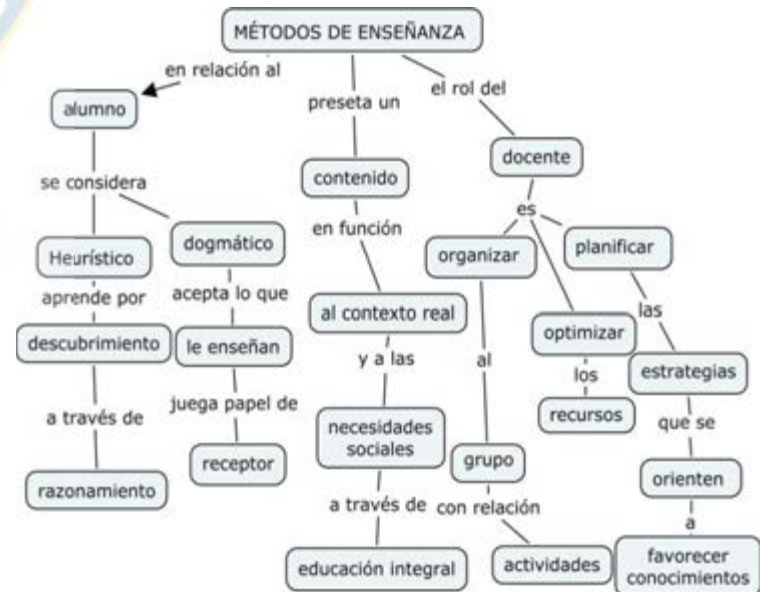 MÉTODOS DE ENSEÑANZA
en relación al
preseta un
el rol del
alumno
docente
se considera
contenido
es
en función
dogmático
organizar
planificar
Heurístico
aprende por
acepta lo que
al contexto real
las
descubrimiento
le enseñan
y a las
al
optimizar
los
estrategias
a través de
juega papel de
necesidades
sociales
recursos
que se
razonamiento
receptor
grupo
orienten
a través de
con relación
a
educación integral
actividades
favorecer
conocimientos